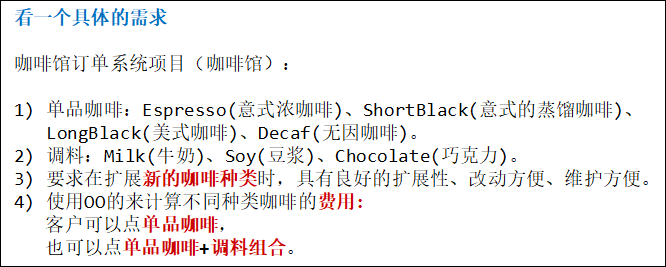 看一个具体的需求
咖啡馆订单系统项目（咖啡馆）：
1) 单品咖啡：Espresso(意式浓咖啡)、ShortBlack(意式的蒸馏咖啡)、
LongBlack(美式咖啡)、Decaf(无因咖啡)。
2) 调料：Milk(牛奶)、Soy(豆浆)、Chocolate(巧克力)。
3) 要求在扩展新的咖啡种类时，具有良好的扩展性、改动方便、维护方便。
4) 使用OO的来计算不同种类咖啡的费用：
客户可以点单品咖啡，
也可以点单品咖啡+调料组合。